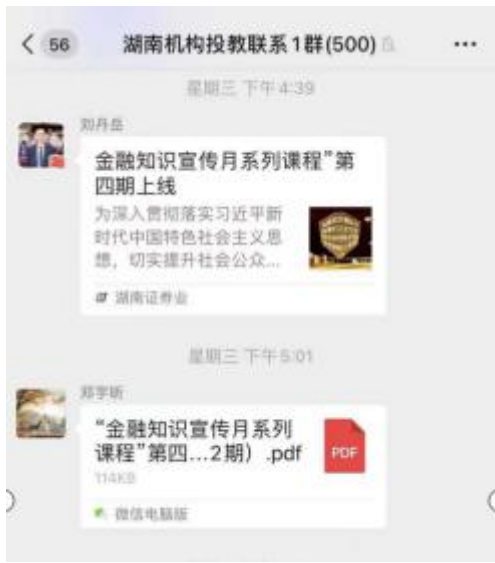 56
湖南机构投教联系1群(500)
星期三 下午 4:39
刘丹岳
金融知识宣传月系列课程”第
四期上线
为深入贯彻落实习近平新
时代中国特色社会主义思
想，切实提升社会公众...
湖南证券业
星期三 下午 5:01
郑宇昕
“金融知识宣传月系列
课程”第四...2期）.pdf
PDF
114KB
微信电脑版